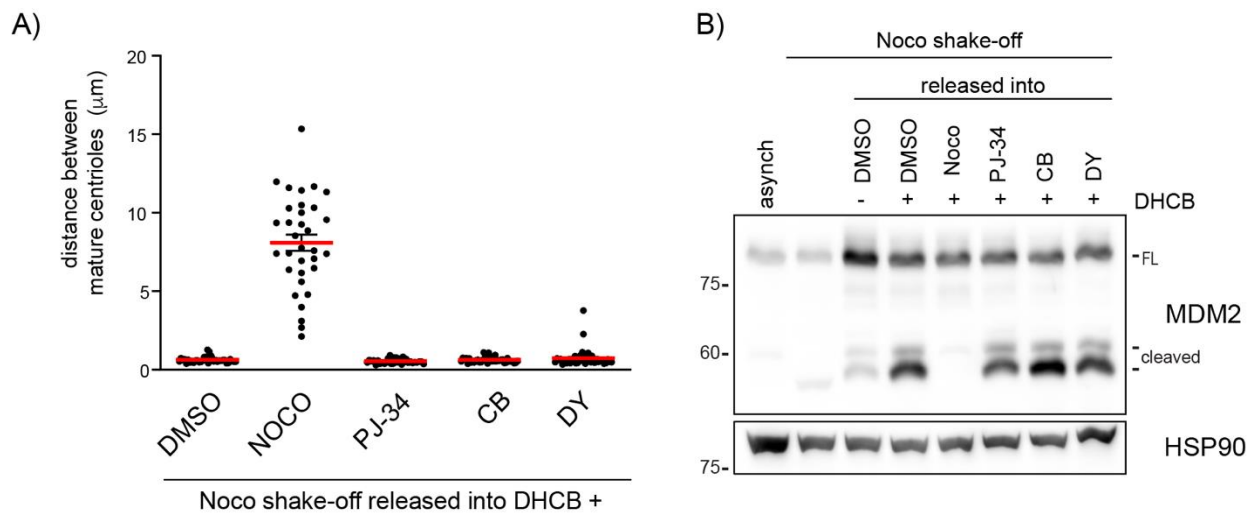 A)
20
15
10
5
0
distance between
mature centrioles (μm)
DMSO
NOCO
PJ-34
CB
DY
Noco shake-off released into DHCB +
B)
Noco shake-off
released into
asynch
DMSO
DMSO
Noco
PJ-34
CB
DY
- + + + + + DHCB
75-
60-
- FL
cleaved
MDM2
75-
HSP90